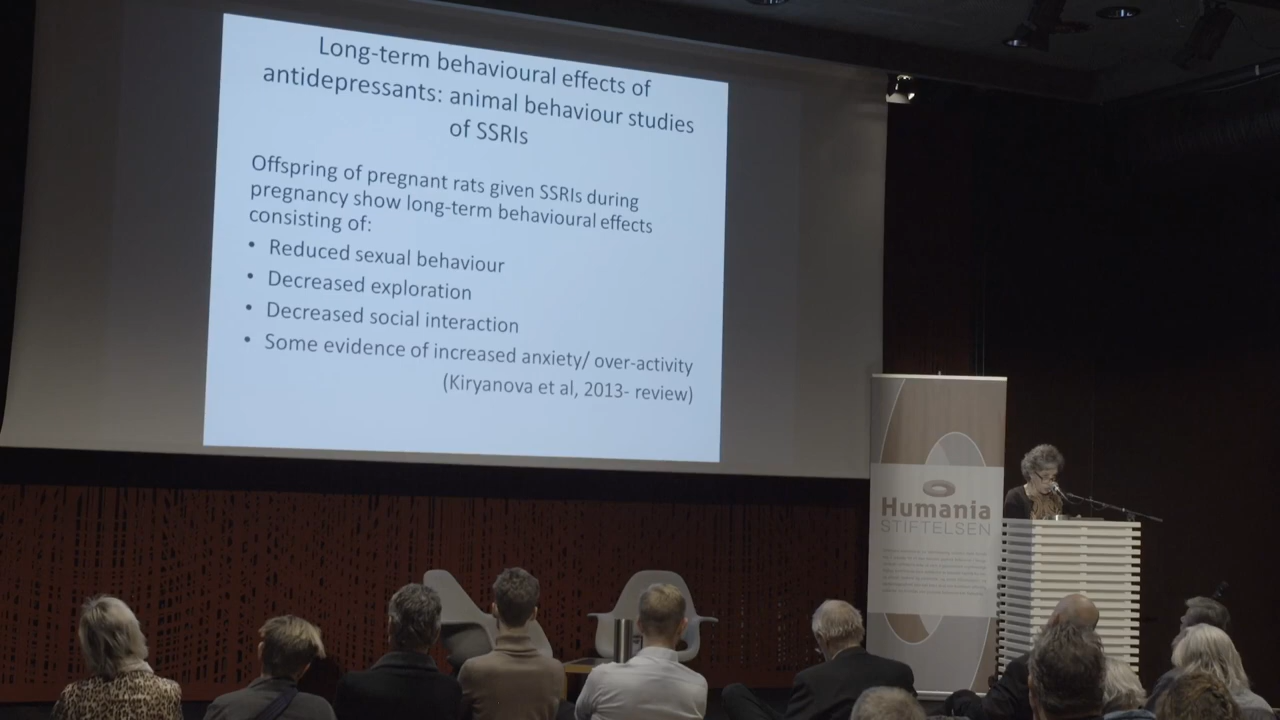 Long-term behavioural effects of
antidepressants: animal behaviour studies
of SSRIs
Offspring of pregnant rats given SSRIs during
pregnancy show long-term behavioural effects
consisting of:
• Reduced sexual behaviour
• Decreased exploration
• Decreased social interaction
• Some evidence of increased anxiety/ over-activity
(Kiryanova et al, 2013- review)
Humania
STIFTELSEN